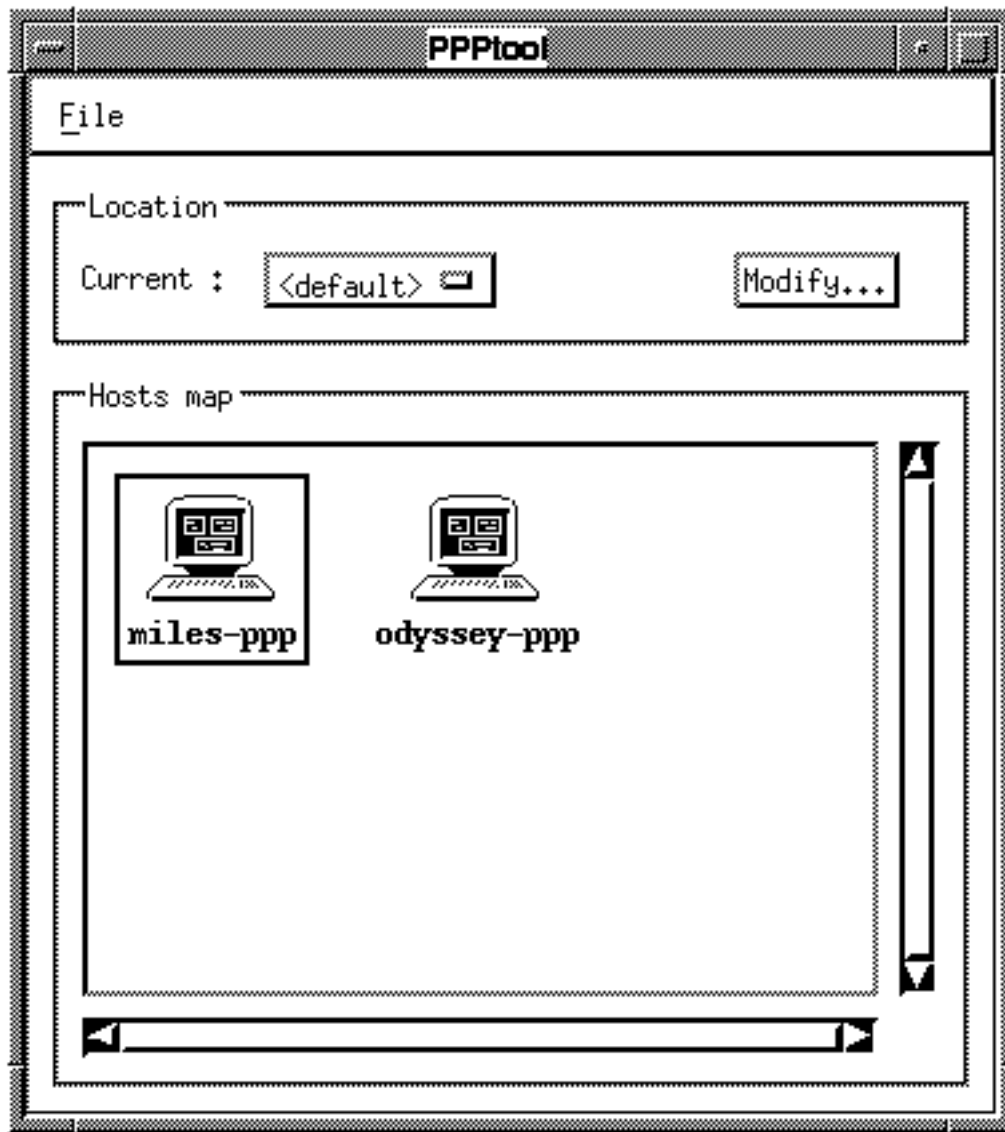 PPPtool
File
Location
Current : <default> Modify...
Hosts map
miles-ppp odyssey-ppp